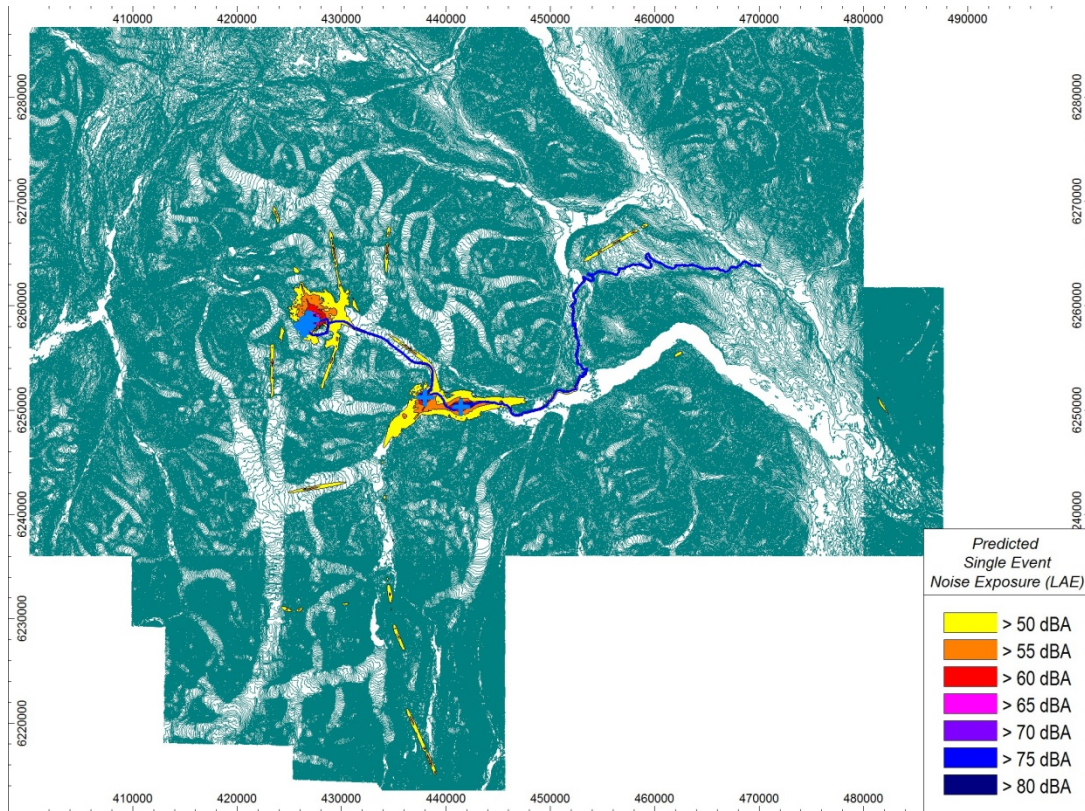 410000 420000 430000 440000 450000 460000 470000 480000 490000
6280000 6280000
6270000 6270000
6260000 6260000
6250000 6250000
6240000 6240000
6230000
6220000
Predicted
Single Event
Noise Exposure (LAE)
> 50 dBA
> 55 dBA
> 60 dBA
> 65 dBA
> 70 dBA
> 75 dBA
> 80 dBA
410000 420000 430000 440000 450000 460000 470000 480000 490000